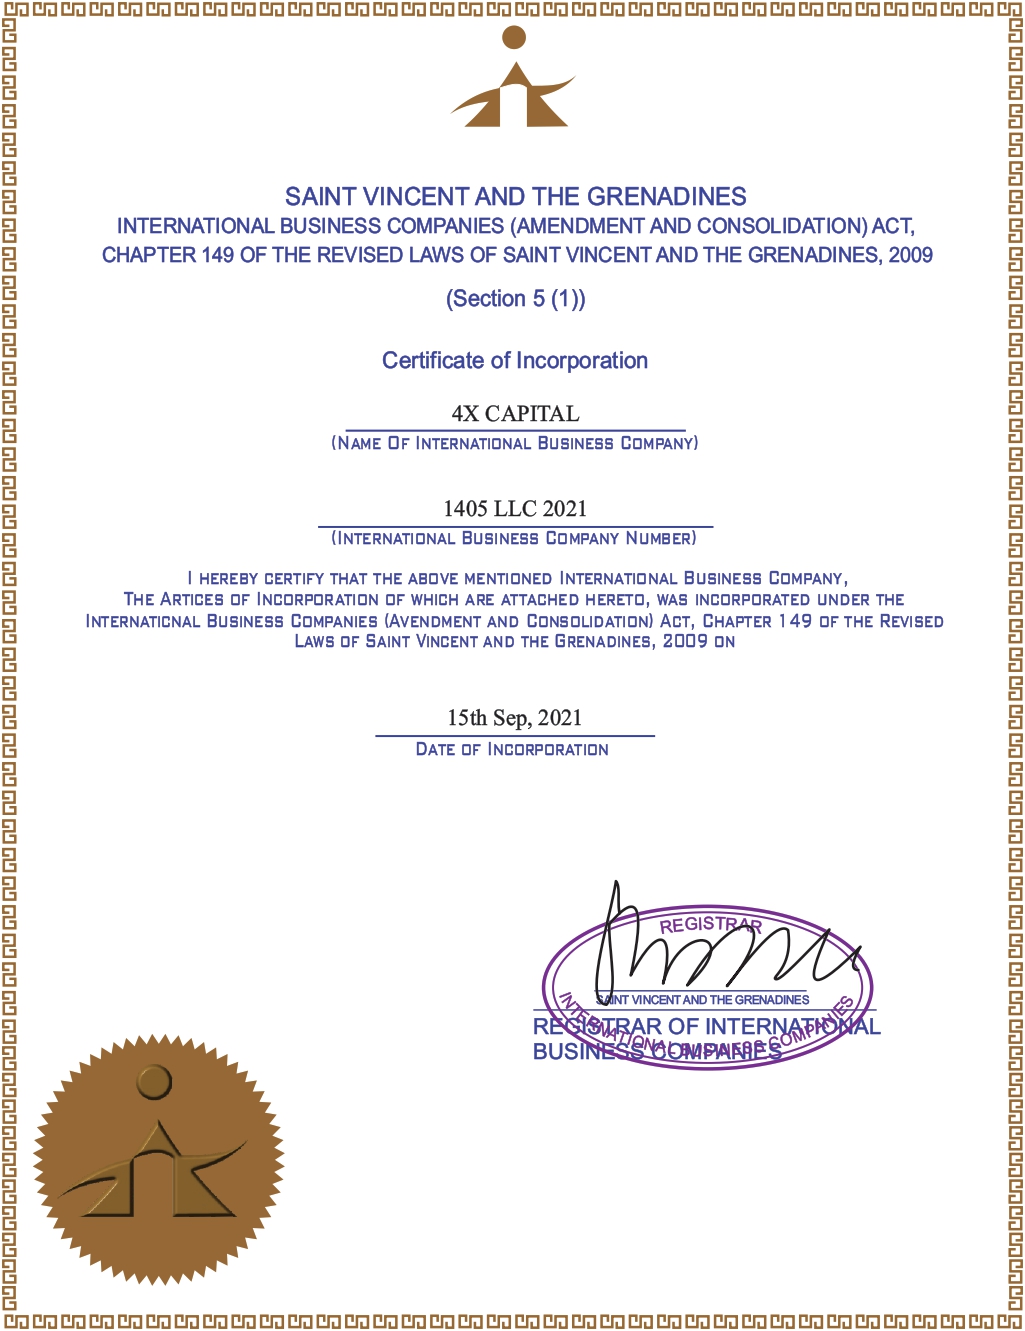 SAINT VINCENT AND THE GRENADINES
INTERNATIONAL BUSINESS COMPANIES (AMENDMENT AND CONSOLIDATION) ACT,
CHAPTER 149 OF THE REVISED LAWS OF SAINT VINCENT AND THE GRENADINES, 2009
(Section 5 (1))
Certificate of Incorporation
4X CAPITAL
(Name Of International Business Company)
1405 LLC 2021
(International Business Company Number)
I hereby certify that the above mentioned International Business Company,
The Artices of Incorporation of which are attached hereto, was incorporated under the
International Business Companies (Avendment and Consolidation) Act, Chapter 149 of the Revised
Laws of Saint Vincent and the Grenadines, 2009 on
15th Sep, 2021
Date of Incorporation
REGISTRAR
SAINT VINCENT AND THE GRENADINES
INTERNATIONAL BUSINESS COMPANIES
REGISTRAR OF INTERNATIONAL
BUSINESS COMPANIES